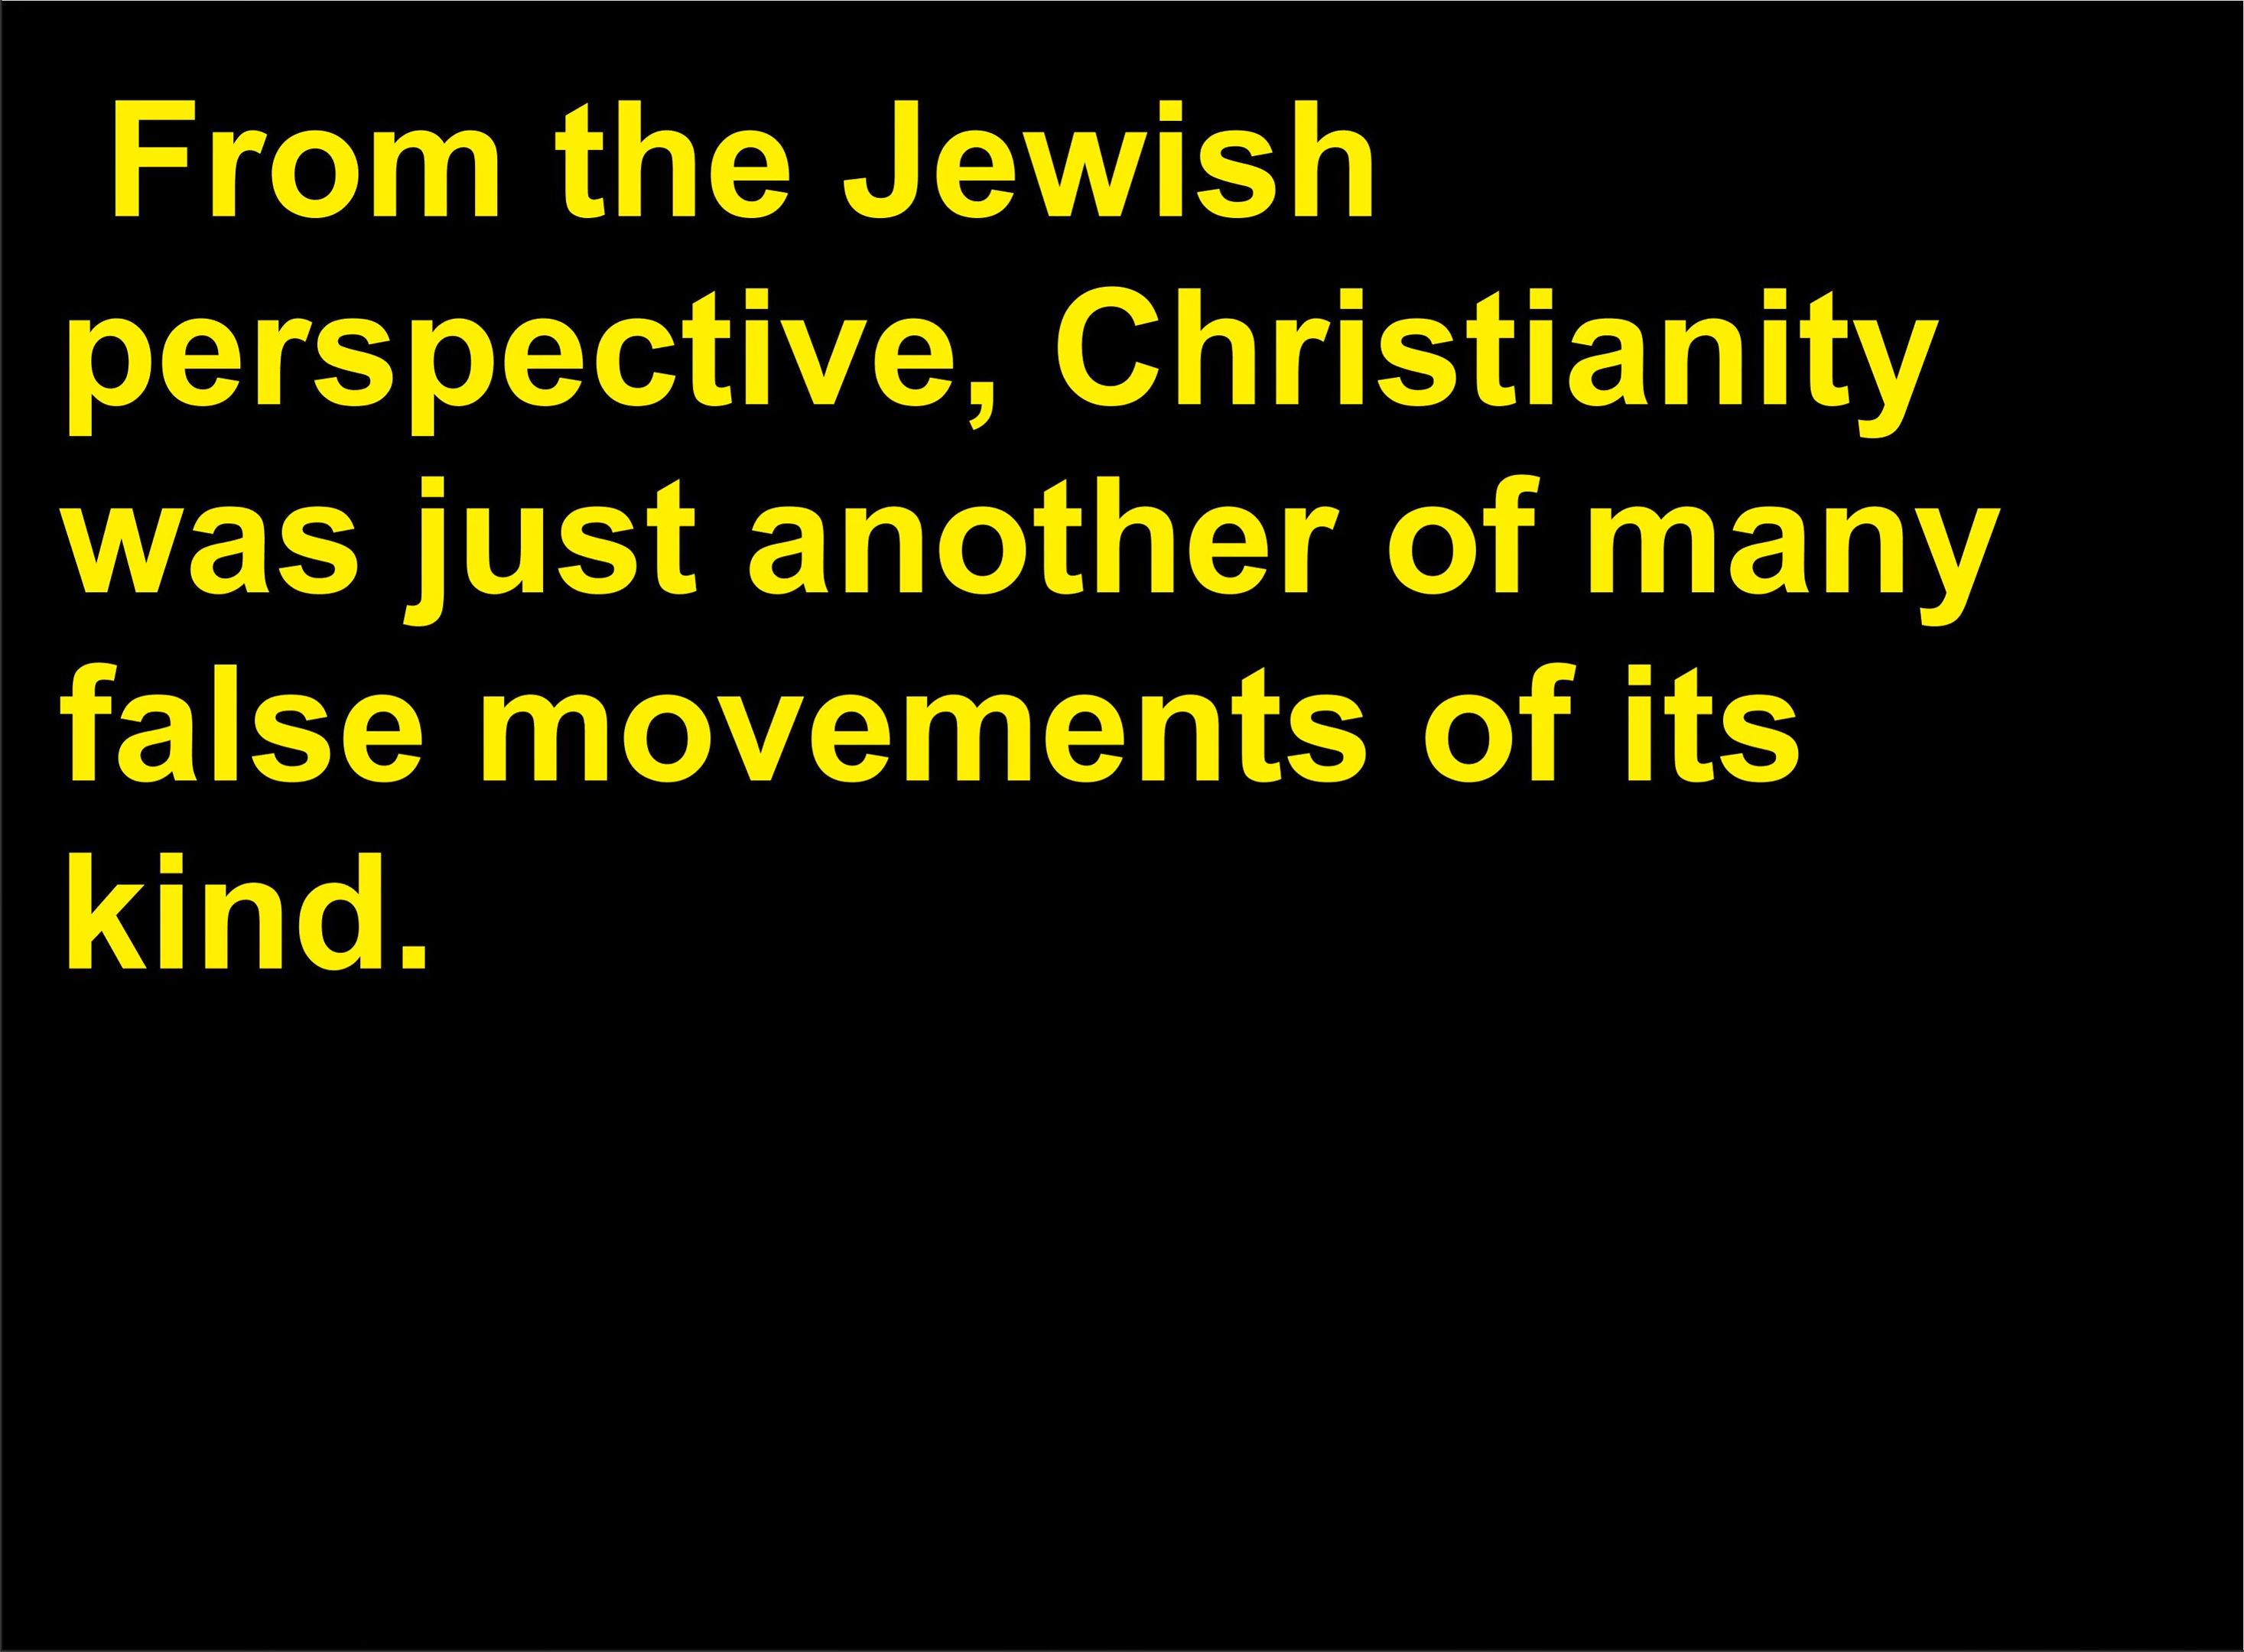 From the Jewish
perspective, Christianity
was just another of many
false movements of its
kind.